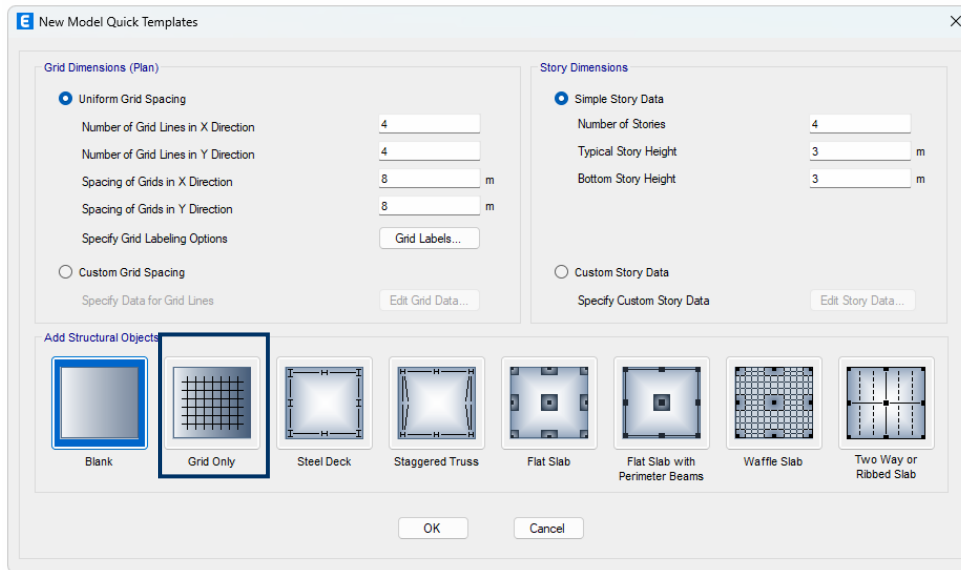 E New Model Quick Templates
Grid Dimensions (Plan)
Uniform Grid Spacing
Number of Grid Lines in X Direction 4
Number of Grid Lines in Y Direction 4
Spacing of Grids in X Direction 8 m
Spacing of Grids in Y Direction 8 m
Specify Grid Labeling Options Grid Labels...
Custom Grid Spacing
Specify Data for Grid Lines Edit Grid Data...
Story Dimensions
Simple Story Data
Number of Stories 4
Typical Story Height 3 m
Bottom Story Height 3 m
Custom Story Data
Specify Custom Story Data Edit Story Data...
Add Structural Objects
Blank
Grid Only
Steel Deck
Staggered Truss
Flat Slab
Flat Slab with
Perimeter Beams
Waffle Slab
Two Way or
Ribbed Slab
OK Cancel